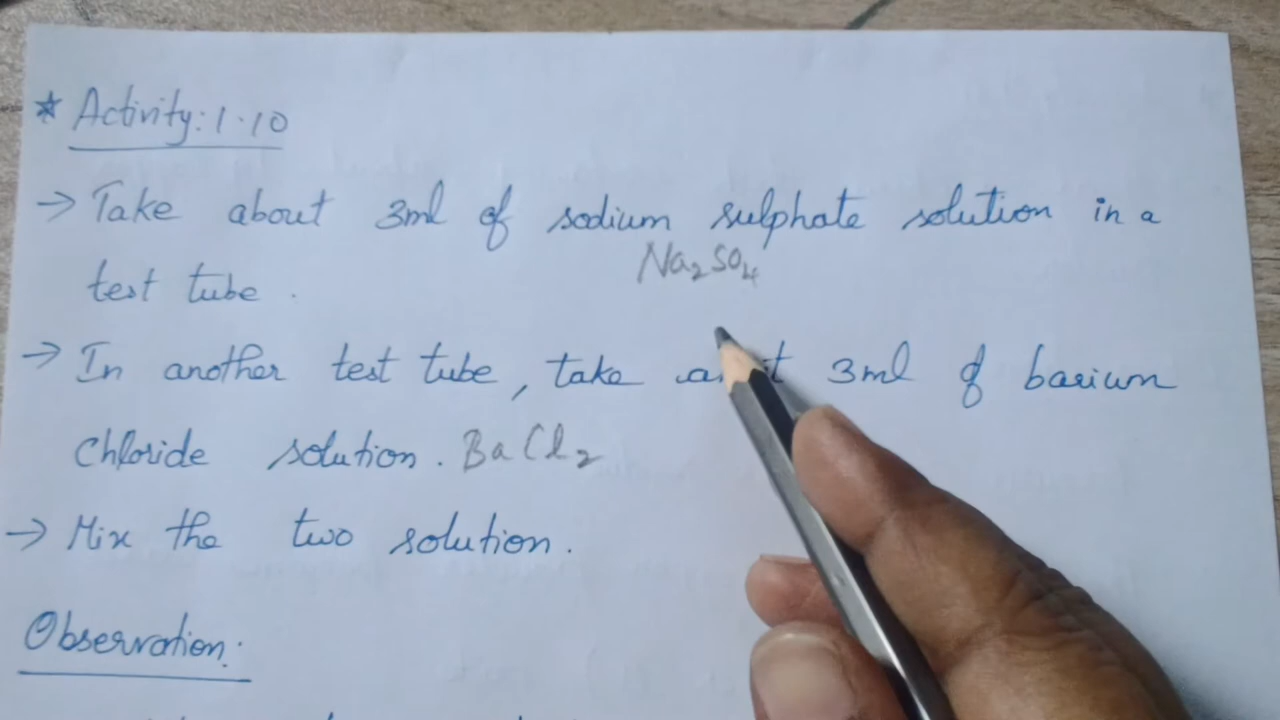 * Activity: 1.10
→ Take about 3ml of sodium sulphate solution in a
Na₂SO₄
test tube.
→ In another test tube, take 3ml of barium
chloride solution. BaCl₂
→ Mix the two solution.
Observation: